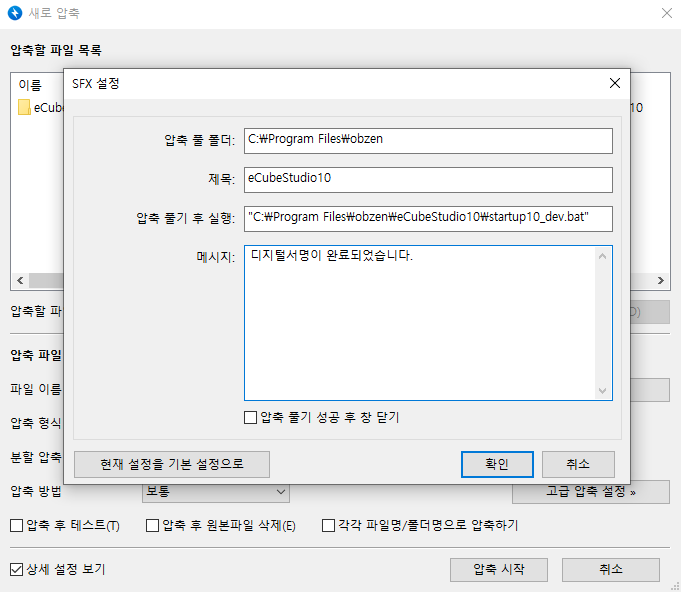 새로 압축
압축할 파일 목록
이름
SFX 설정
eCube
10
압축 풀 폴더:
C:₩Program Files₩obzen
제목:
eCubeStudio10
압축 풀기 후 실행:
"C:₩Program Files₩obzen₩eCubeStudio10₩startup10_dev.bat"
메시지:
디지털서명이 완료되었습니다.
압축할 파
압축 파일
파일 이름
압축 형식
압축 풀기 성공 후 창 닫기
분할 압축
현재 설정을 기본 설정으로
확인
취소
압축 방법
보통
고급 압축 설정 »
압축 후 테스트(T)
압축 후 원본파일 삭제(E)
각각 파일명/폴더명으로 압축하기
상세 설정 보기
압축 시작
취소